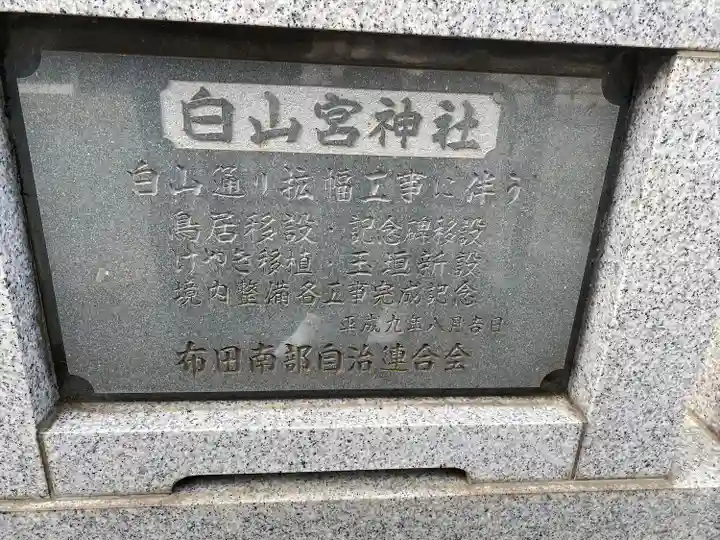 白山宮神社
白山通り拡幅工事に伴う
鳥居移設・記念碑移設
けやき移植・玉垣新設
境内整備各工事完成記念
平成九年八月吉日
布田南部自治連合会